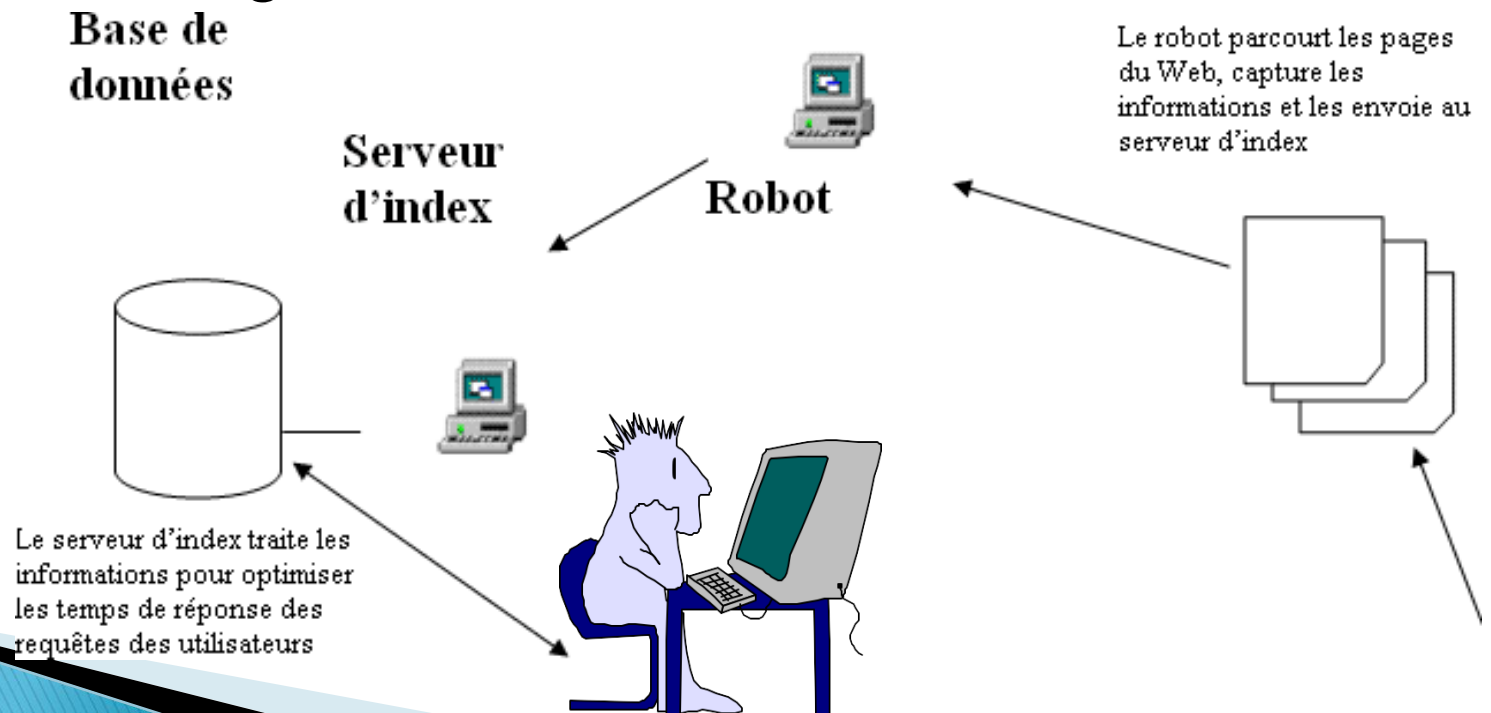 Base de
données
Serveur
d'index
Robot
Le robot parcourt les pages
du Web, capture les
informations et les envoie au
serveur d'index
Le serveur d'index traite les
informations pour optimiser
les temps de réponse des
requêtes des utilisateurs